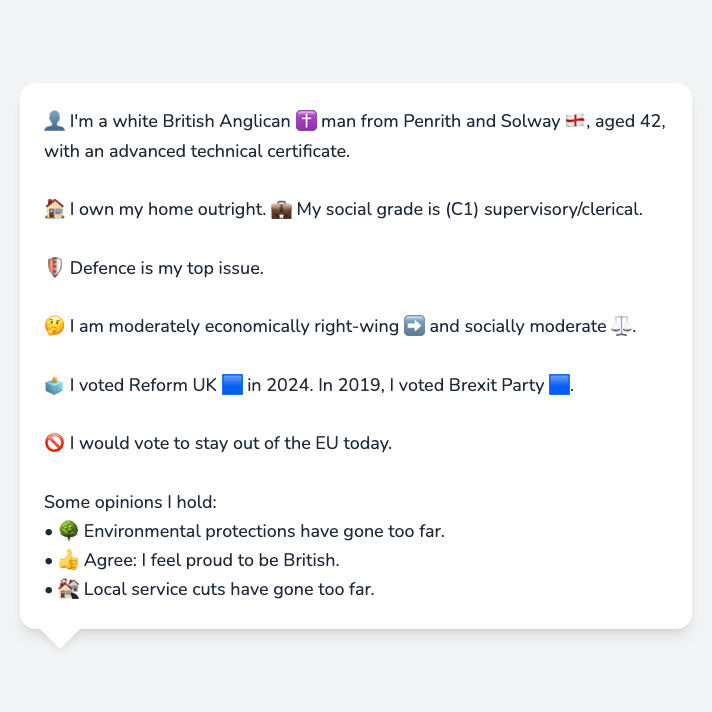 👤 I'm a white British Anglican ✝️ man from Penrith and Solway 🏴󠁧󠁢󠁥󠁮󠁧󠁿, aged 42,
with an advanced technical certificate.
🏠 I own my home outright. 💼 My social grade is (C1) supervisory/clerical.
🛡️ Defence is my top issue.
🤔 I am moderately economically right-wing ➡️ and socially moderate ⚖️.
🗳️ I voted Reform UK 🟦 in 2024. In 2019, I voted Brexit Party 🟦.
🚫 I would vote to stay out of the EU today.
Some opinions I hold:
• 🌳 Environmental protections have gone too far.
• 👍 Agree: I feel proud to be British.
• 🏚️ Local service cuts have gone too far.